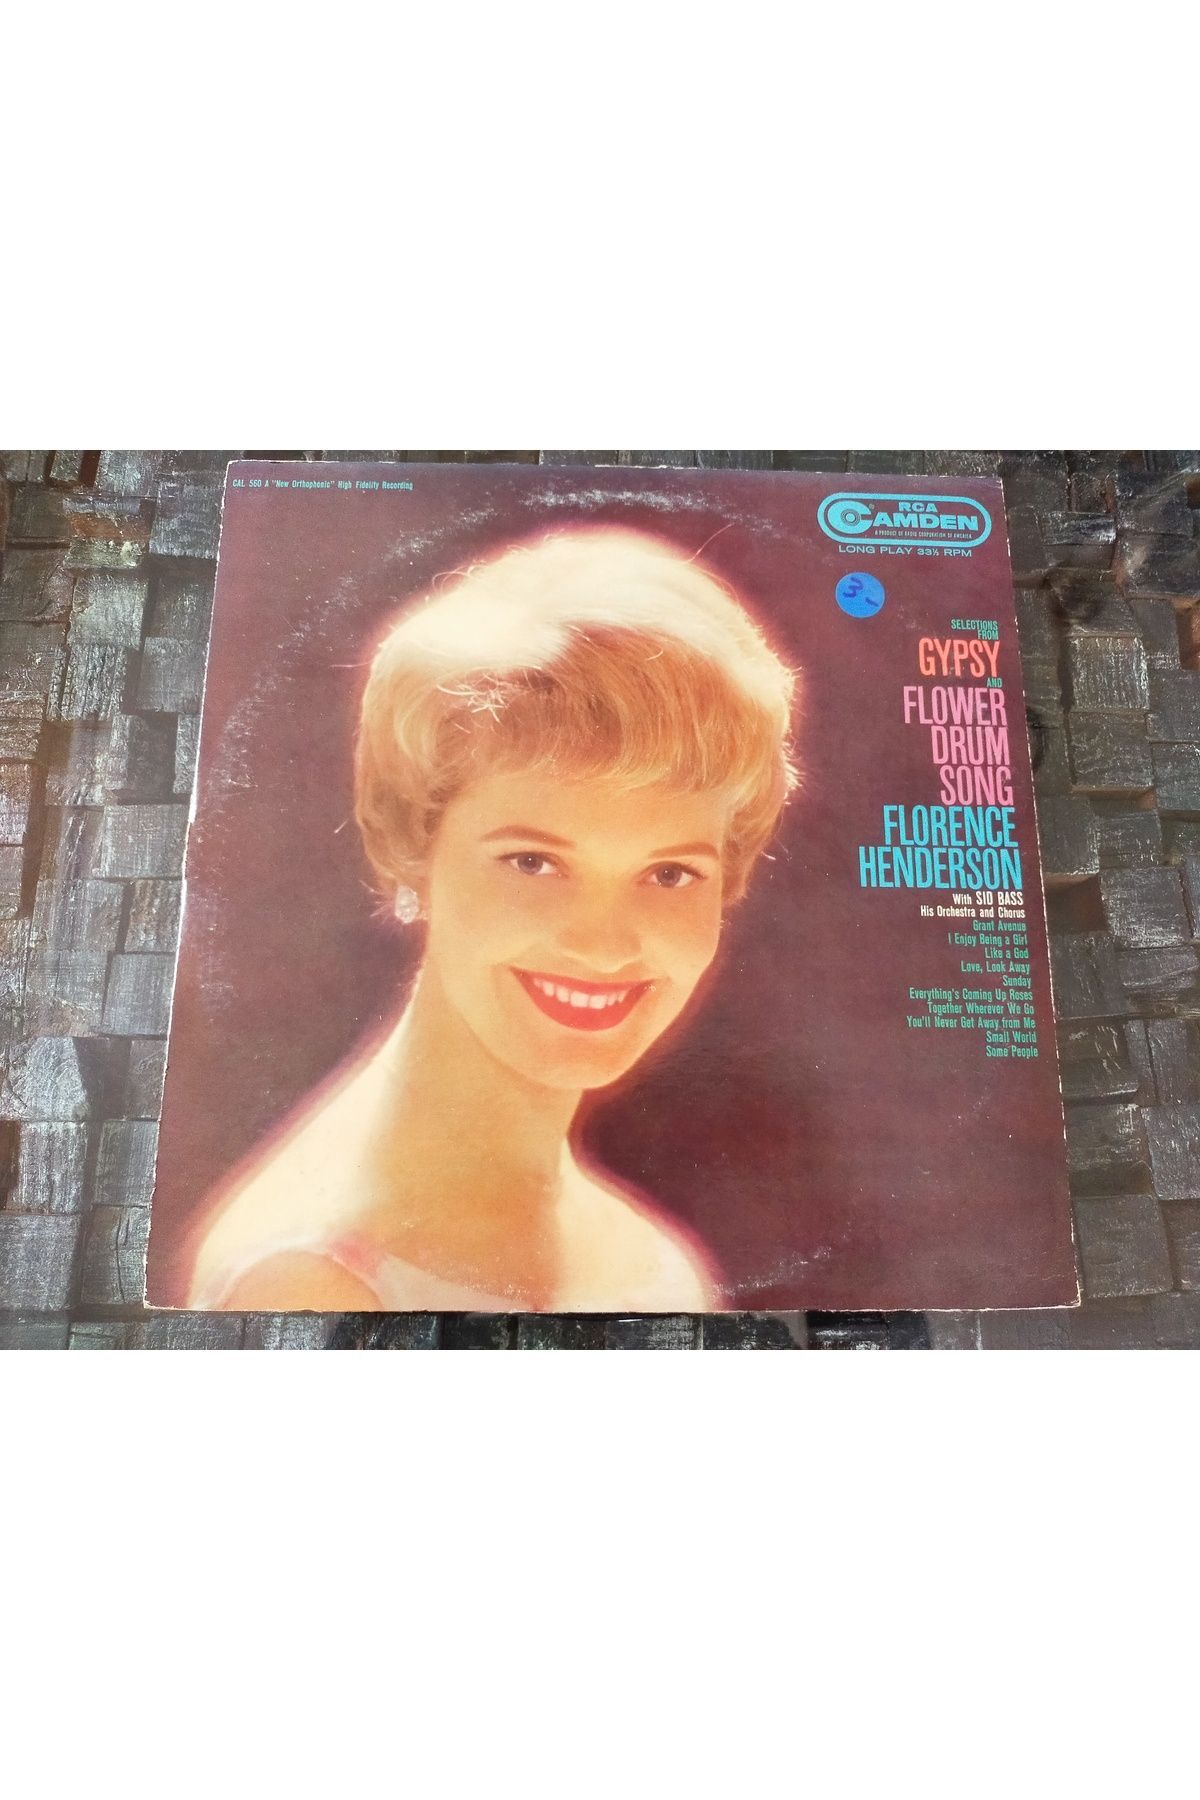 CAL 560 A "New Orthophonic" High Fidelity Recording
RCA
CAMDEN
®
A PRODUCT OF RADIO CORPORATION OF AMERICA
LONG PLAY 33⅓ RPM
3-
SELECTIONS
FROM
GYPSY
AND
FLOWER
DRUM
SONG
FLORENCE
HENDERSON
With SID BASS
His Orchestra and Chorus
Grant Avenue
I Enjoy Being a Girl
Like a God
Love, Look Away
Sunday
Everything's Coming Up Roses
Together Wherever We Go
You'll Never Get Away from Me
Small World
Some People